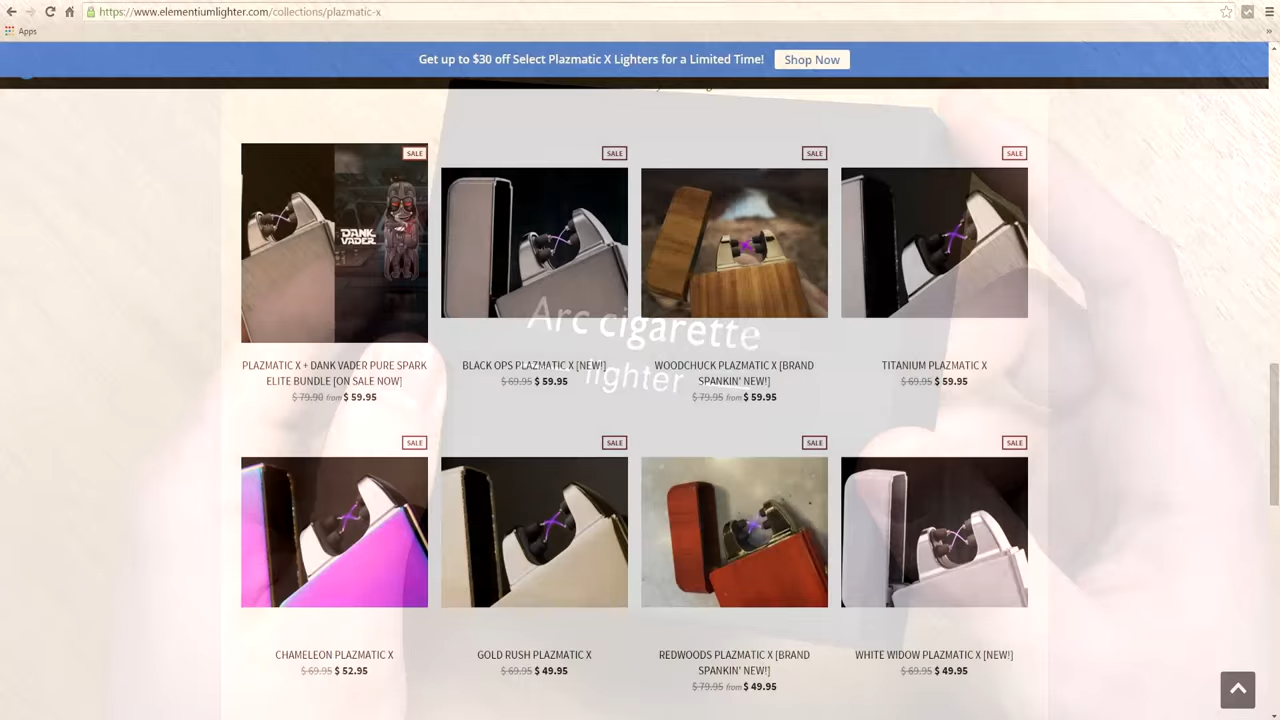 https://www.elementiumlighter.com/collections/plazmatic-x
Apps
Get up to $30 off Select Plazmatic X Lighters for a Limited Time! Shop Now
SALE SALE SALE SALE
DANK
VADER
Arc cigarette
lighter
PLAZMATIC X + DANK VADER PURE SPARK
ELITE BUNDLE [ON SALE NOW]
$ 79.90 from $ 59.95
BLACK OPS PLAZMATIC X [NEW!]
$ 69.95 $ 59.95
WOODCHUCK PLAZMATIC X [BRAND
SPANKIN' NEW!]
$ 79.95 from $ 59.95
TITANIUM PLAZMATIC X
$ 69.95 $ 59.95
SALE SALE SALE SALE
CHAMELEON PLAZMATIC X
$ 69.95 $ 52.95
GOLD RUSH PLAZMATIC X
$ 69.95 $ 49.95
REDWOODS PLAZMATIC X [BRAND
SPANKIN' NEW!]
$ 79.95 from $ 49.95
WHITE WIDOW PLAZMATIC X [NEW!]
$ 69.95 $ 49.95